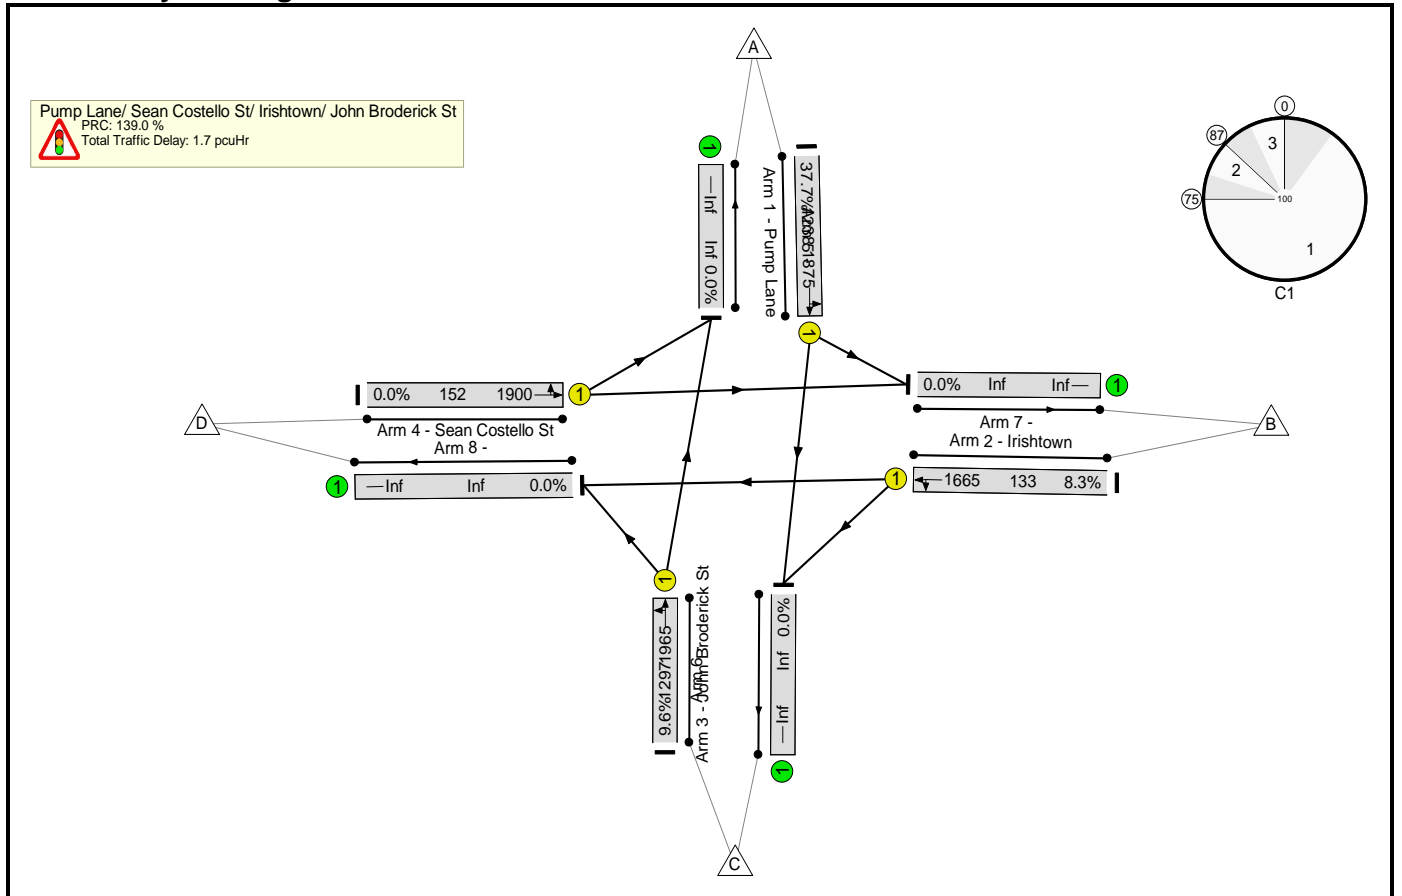 A
Pump Lane/ Sean Costello St/ Irishtown/ John Broderick St
PRC: 139.0 %
Total Traffic Delay: 1.7 pcuHr
0
87
3
2
75
100
1
C1
1
Inf
Inf 0.0%
Arm 1 - Pump Lane
37.7%
1875
1
0.0% 152 1900
1
0.0% Inf Inf
1
D
Arm 4 - Sean Costello St
Arm 8 -
Arm 7 -
Arm 2 - Irishtown
B
1
Inf Inf 0.0%
1
1665 133 8.3%
1
9.6% 1297 1965
Arm 6 -
Arm 3 - John Broderick St
Inf Inf 0.0%
1
C